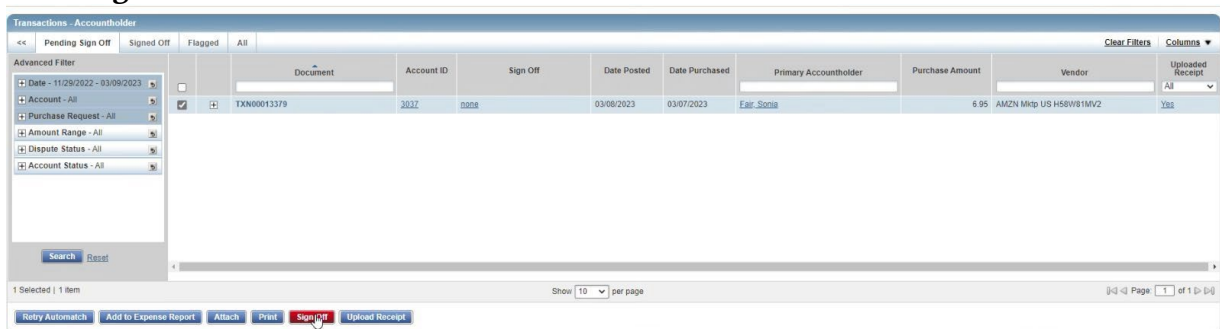 Transactions - Accountholder
<< Pending Sign Off Signed Off Flagged All Clear Filters Columns ▼
Advanced Filter
Date - 11/29/2022 - 03/09/2023
Account - All
Purchase Request - All
Amount Range - All
Dispute Status - All
Account Status - All
Search Reset
Document Account ID Sign Off Date Posted Date Purchased Primary Accountholder Purchase Amount Vendor Uploaded Receipt
All
TXN00013379 3037 none 03/08/2023 03/07/2023 Fair, Sonia 6.95 AMZN Mktp US H58W81MV2 Yes
1 Selected | 1 item Show 10 per page Page: 1 of 1
Retry Automatch Add to Expense Report Attach Print Sign Off Upload Receipt